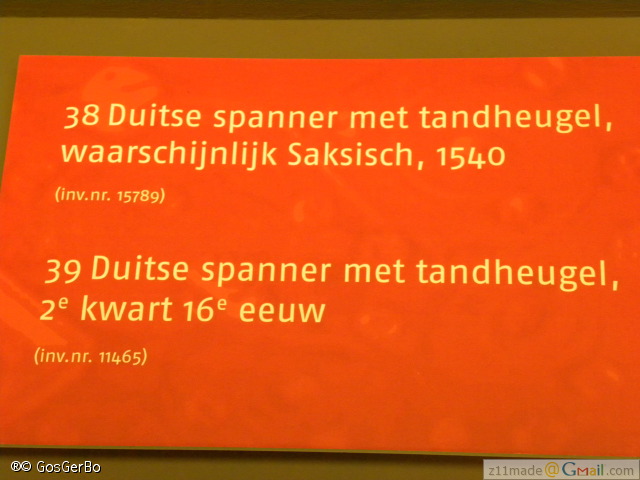 38 Duitse spanner met tandheugel,
waarschijnlijk Saksisch, 1540
(inv.nr. 15789)
39 Duitse spanner met tandheugel,
2e kwart 16e eeuw
(inv.nr. 11465)
®© GosGerBo
z11made@GMail.com